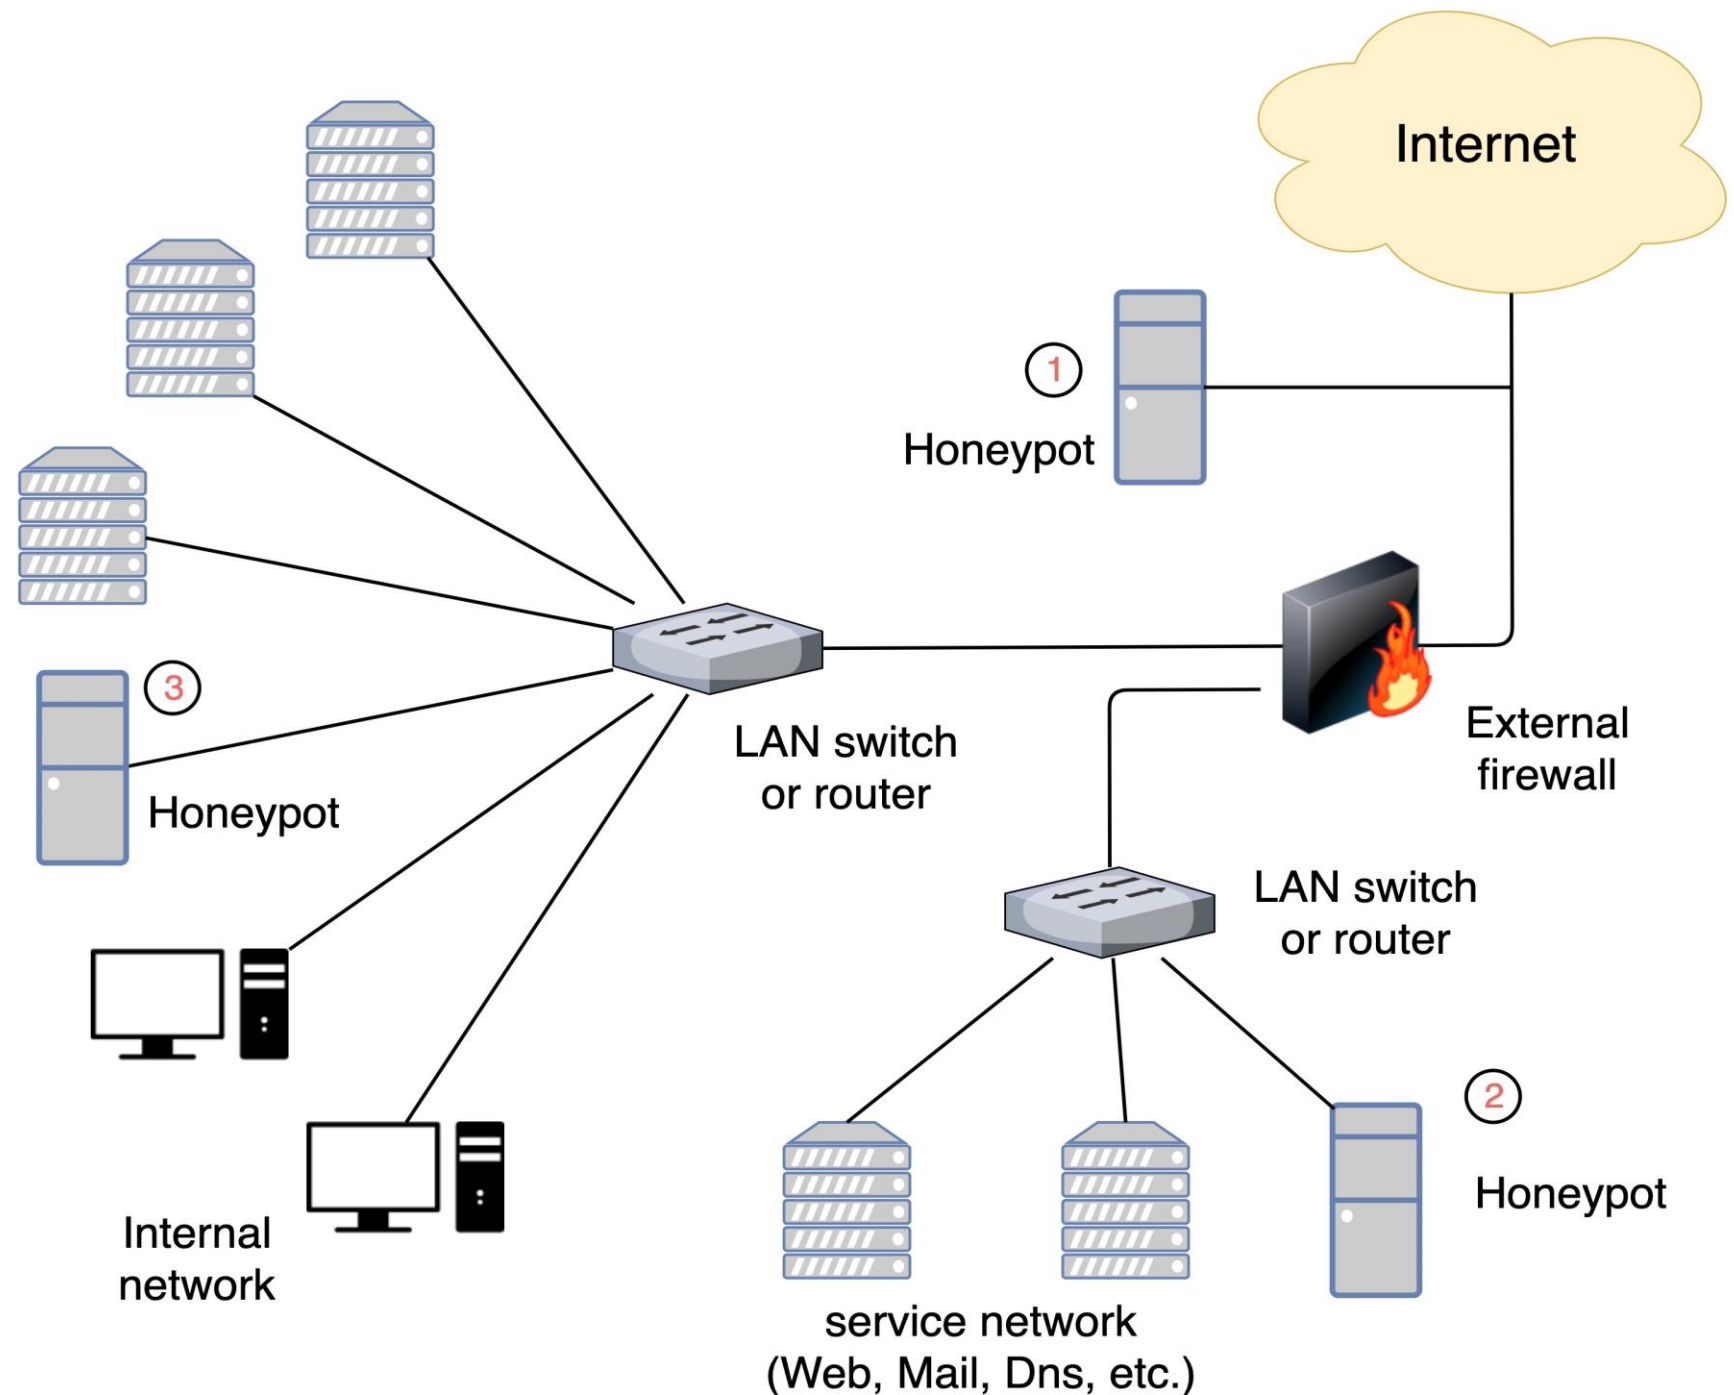 Internet
1
Honeypot
3
Honeypot
LAN switch
or router
External
firewall
LAN switch
or router
2
Honeypot
Internal
network
service network
(Web, Mail, Dns, etc.)